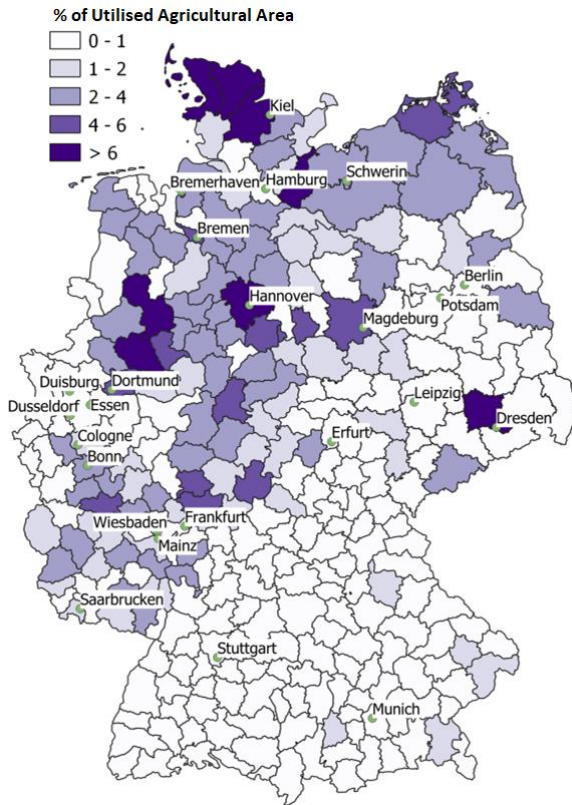 % of Utilised Agricultural Area
0 - 1
1 - 2
2 - 4
4 - 6
> 6
Kiel
Bremerhaven
Hamburg
Schwerin
Bremen
Berlin
Hannover
Potsdam
Magdeburg
Duisburg
Dortmund
Leipzig
Dusseldorf
Essen
Dresden
Cologne
Erfurt
Bonn
Wiesbaden
Frankfurt
Mainz
Saarbrucken
Stuttgart
Munich